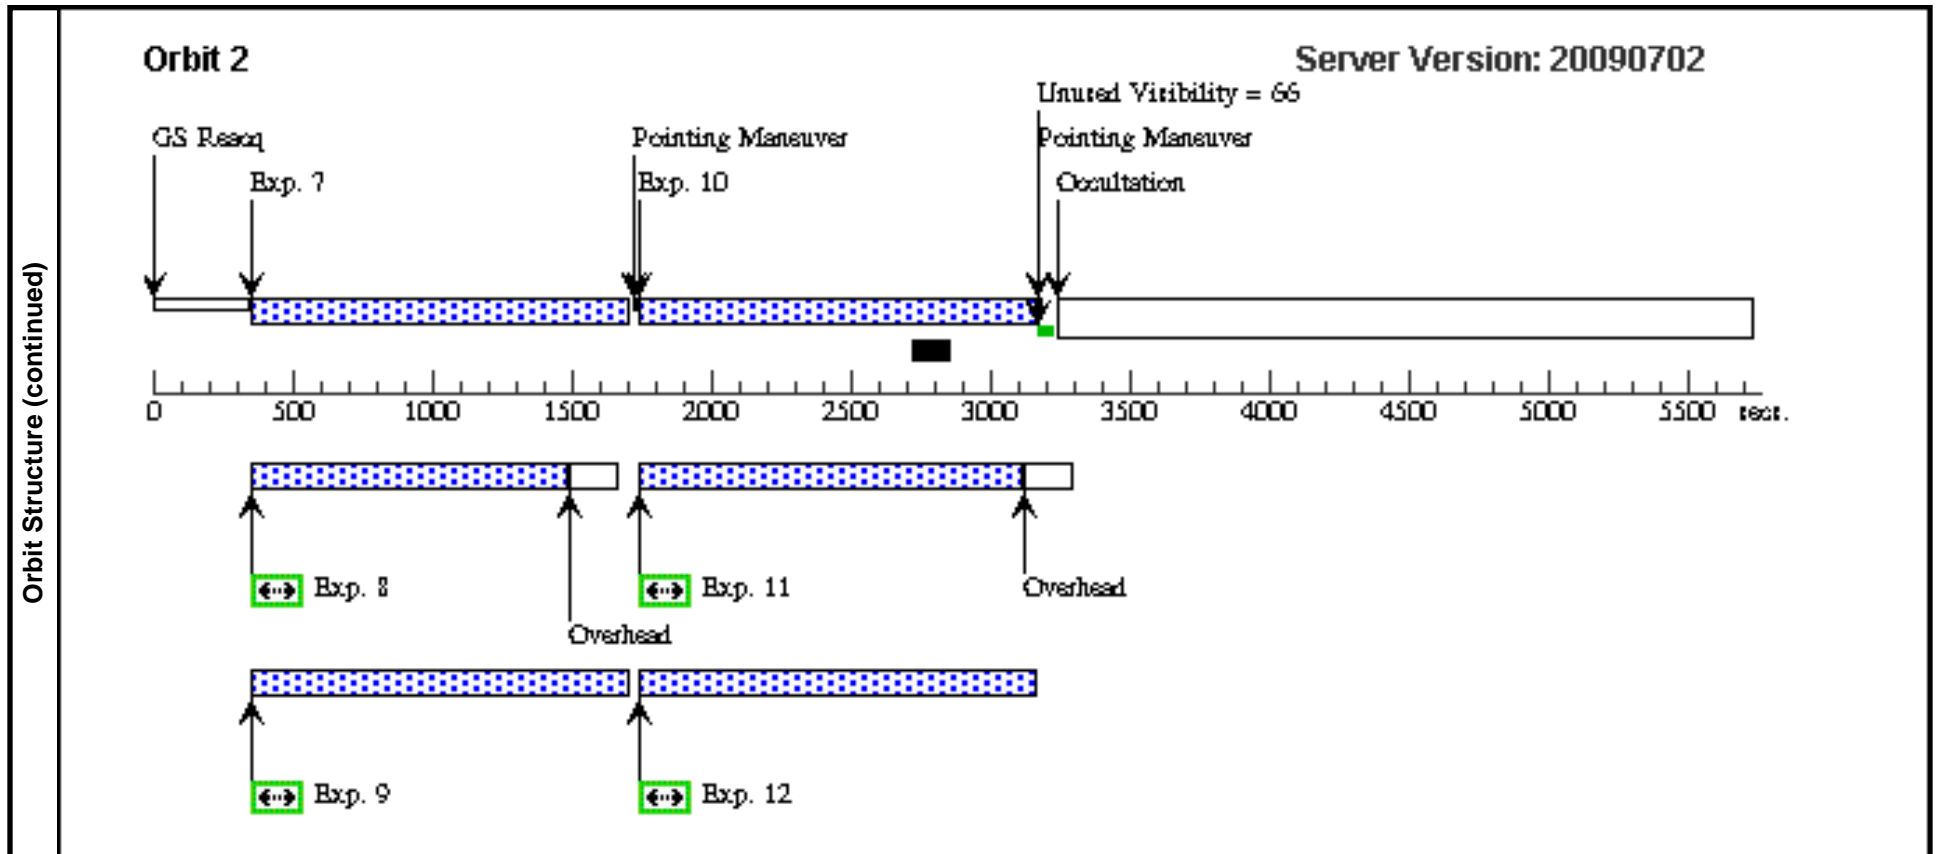 Orbit Structure (continued)
Orbit 2
Server Version: 20090702
Unused Visibility = 66
GS Reacq
Pointing Maneuver
Pointing Maneuver
Exp. 7
Exp. 10
Occultation
0 500 1000 1500 2000 2500 3000 3500 4000 4500 5000 5500 secs.
Exp. 8
Exp. 11
Overhead
Overhead
Exp. 9
Exp. 12